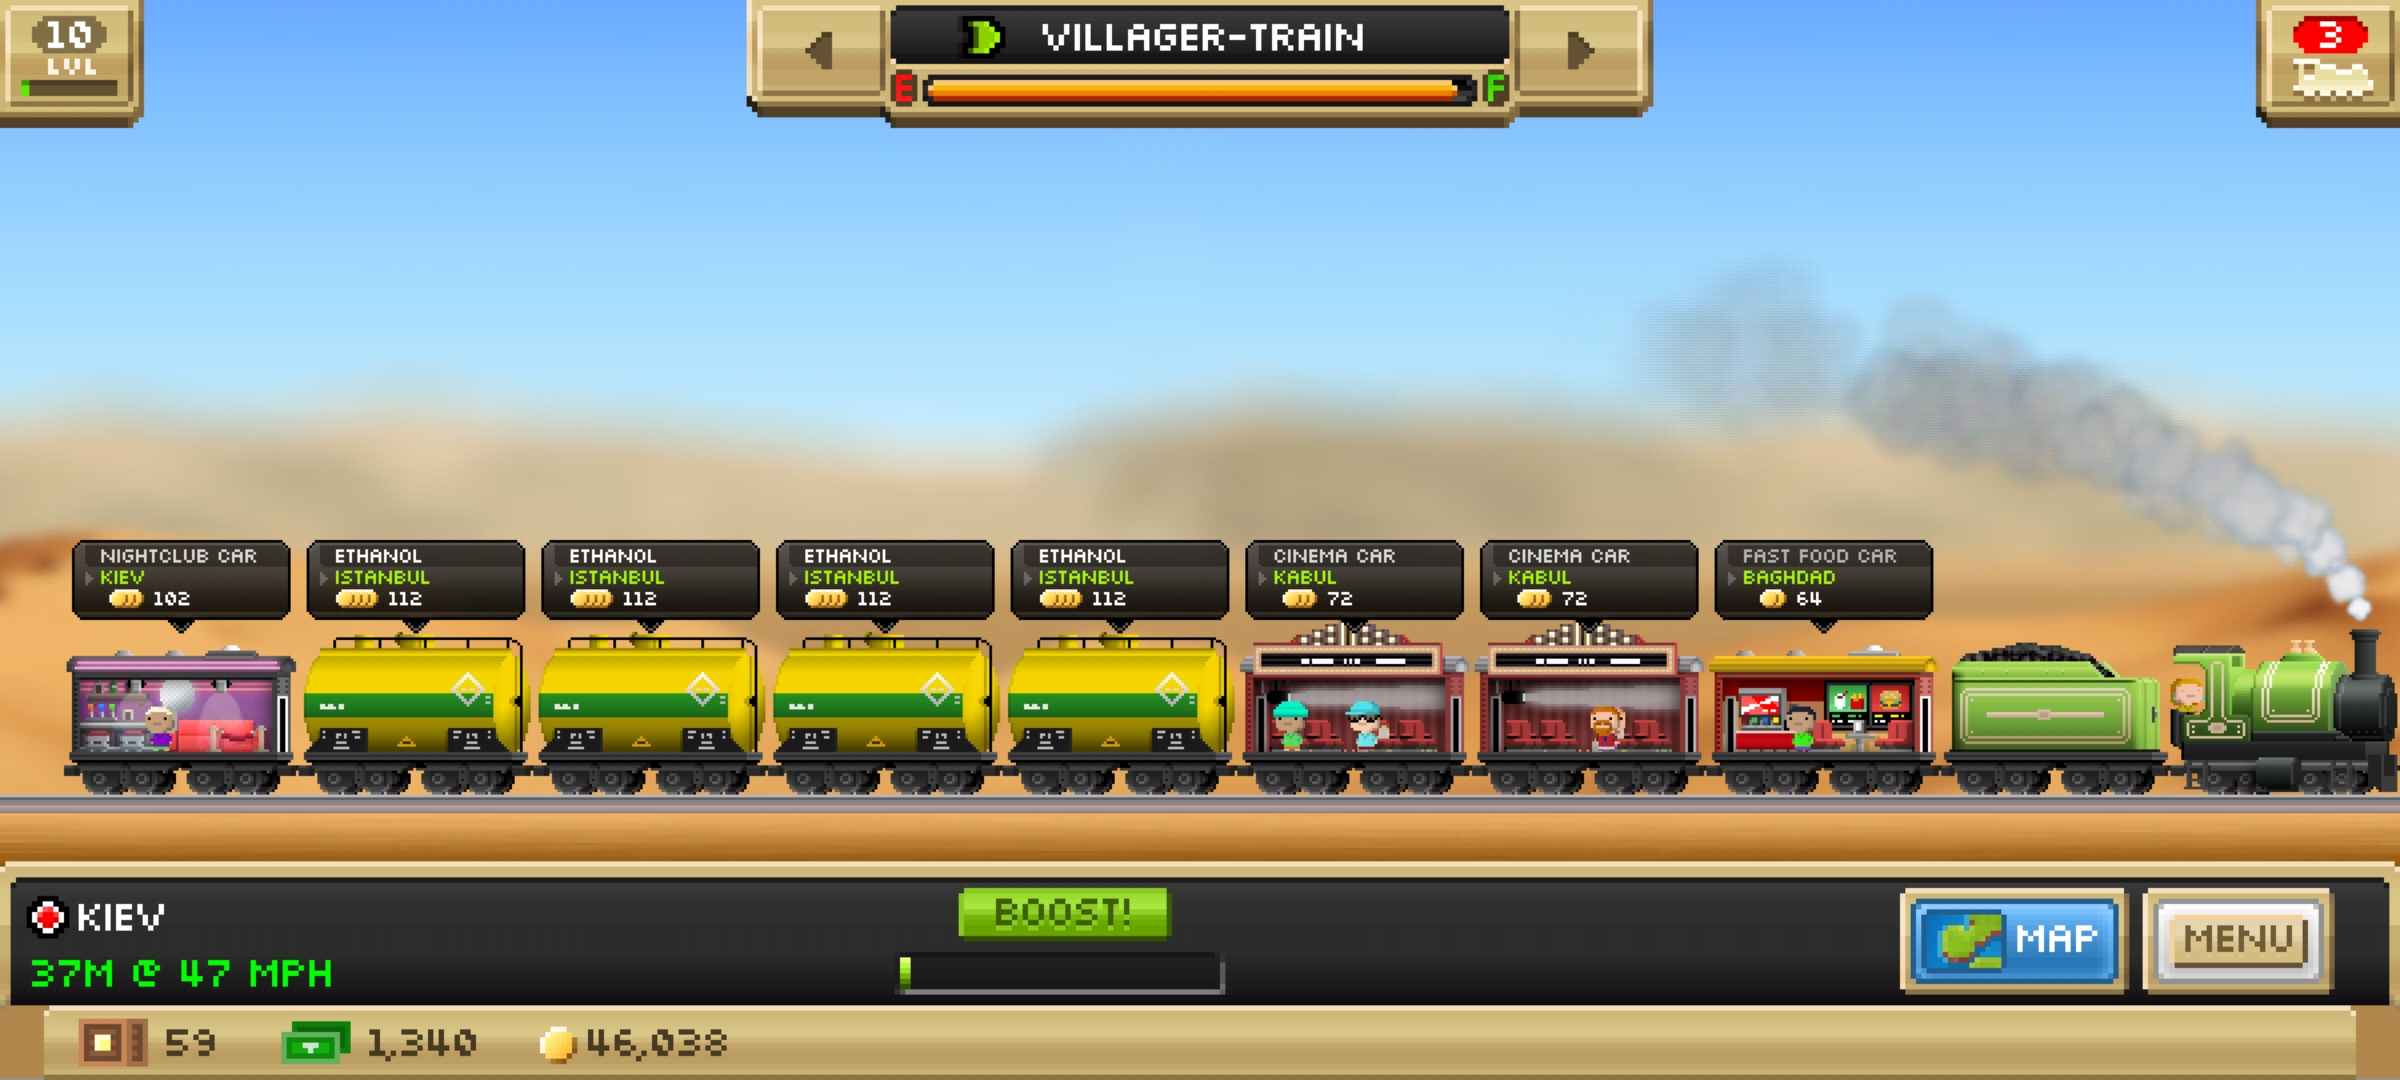 10
LVL
VILLAGER-TRAIN
E F
3
NIGHTCLUB CAR
KIEV
102
ETHANOL
ISTANBUL
112
ETHANOL
ISTANBUL
112
ETHANOL
ISTANBUL
112
ETHANOL
ISTANBUL
112
CINEMA CAR
KABUL
72
CINEMA CAR
KABUL
72
FAST FOOD CAR
BAGHDAD
64
KIEV
37M @ 47 MPH
BOOST!
MAP
MENU
59
1,340
46,038